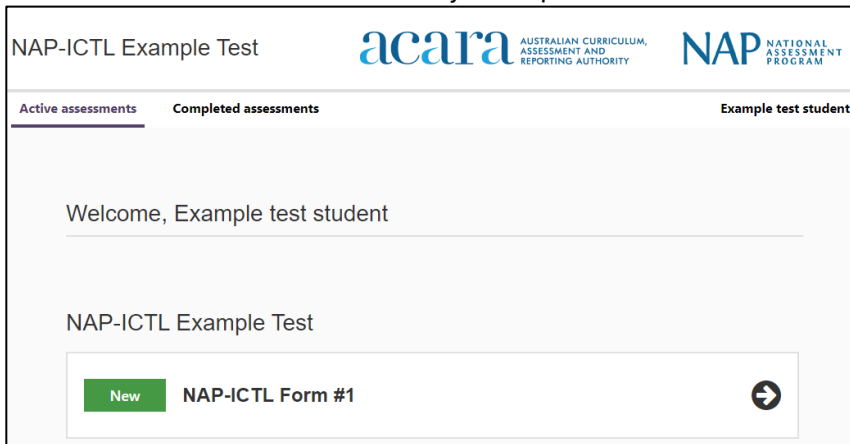 NAP-ICTL Example Test
acara AUSTRALIAN CURRICULUM,
ASSESSMENT AND
REPORTING AUTHORITY
NAP NATIONAL
ASSESSMENT
PROGRAM
Active assessments Completed assessments Example test student
Welcome, Example test student
NAP-ICTL Example Test
New NAP-ICTL Form #1